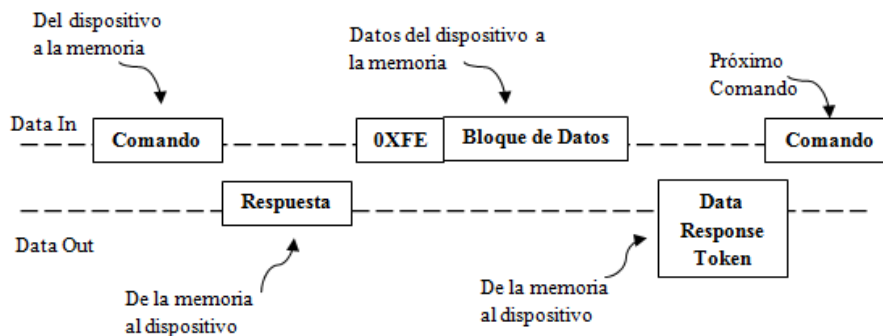 Del dispositivo
a la memoria
Datos del dispositivo a
la memoria
Próximo
Comando
Data In
Comando
0XFE
Bloque de Datos
Comando
Respuesta
Data
Response
Token
Data Out
De la memoria
al dispositivo
De la memoria
al dispositivo